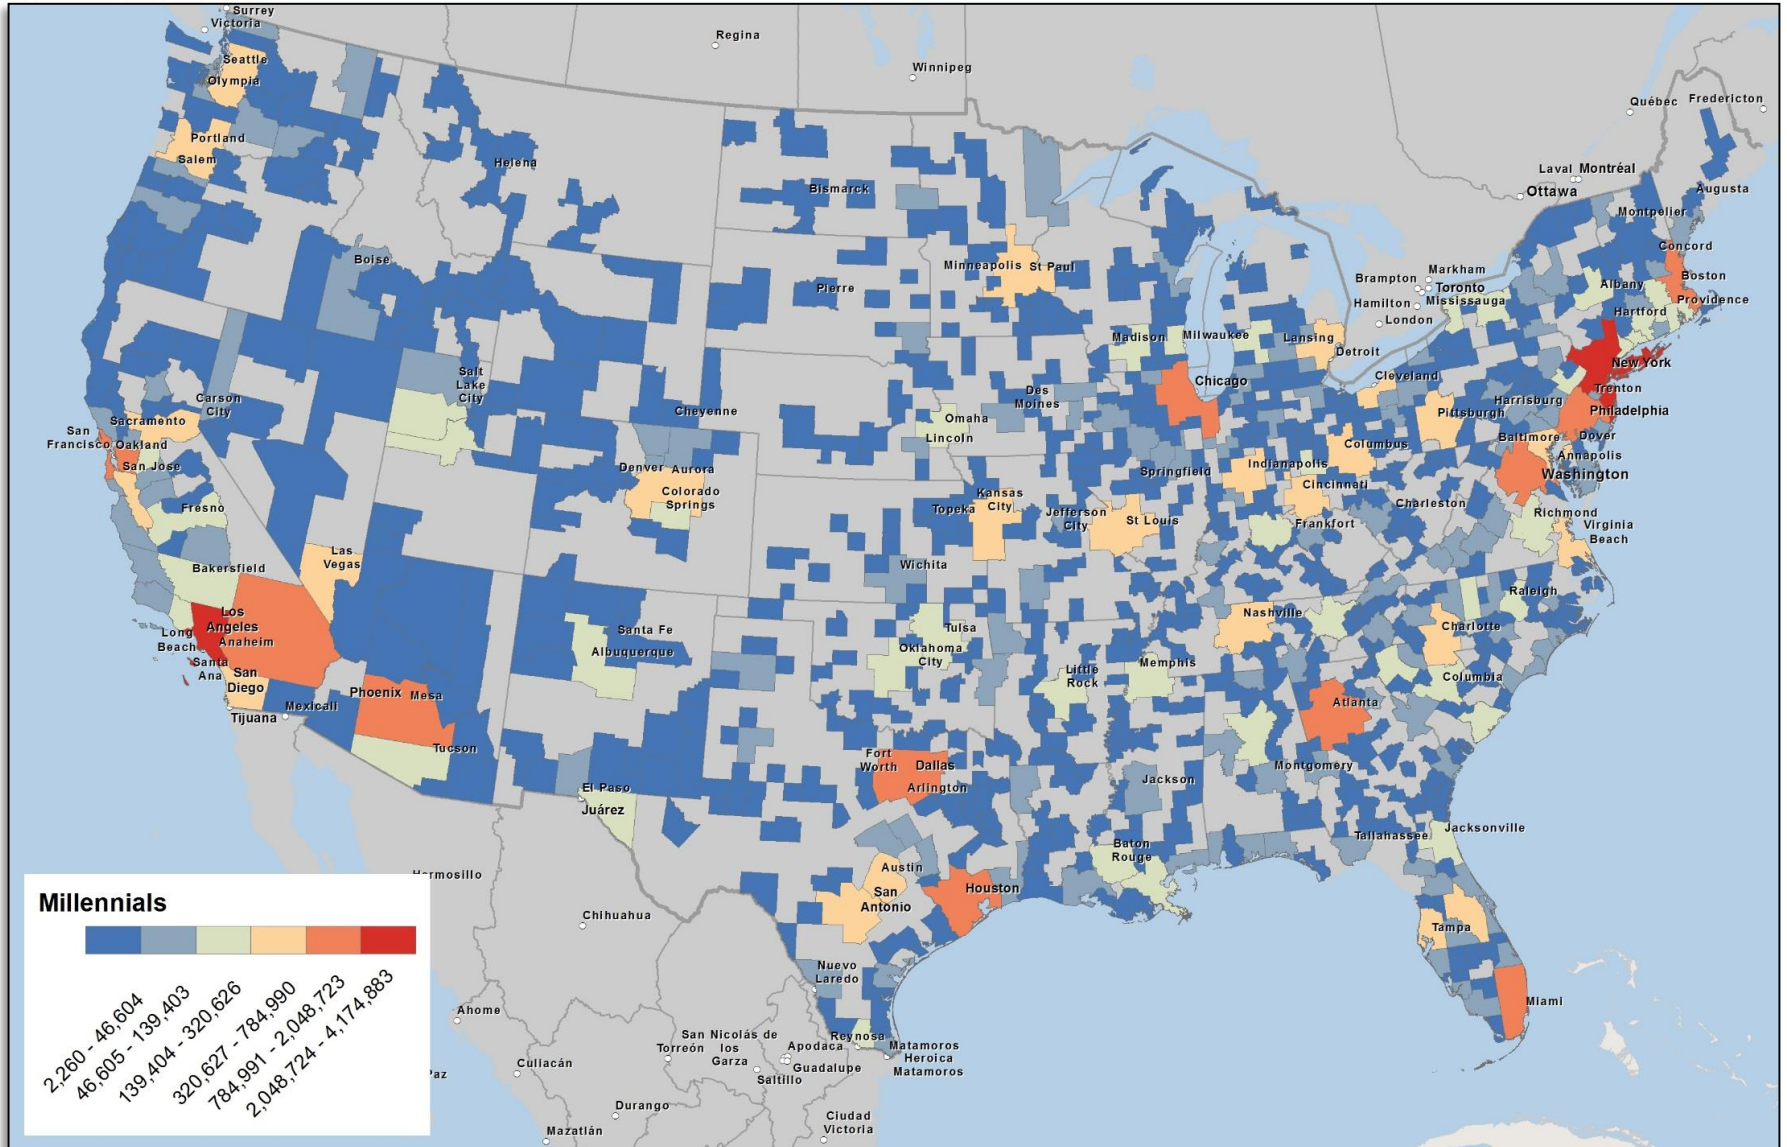 Surrey
Victoria
Regina
Winnipeg
Québec
Fredericton
Seattle
Olympia
Portland
Salem
Helena
Bismarck
Laval
Montréal
Ottawa
Augusta
Montpelier
Concord
Boston
Albany
Providence
Hartford
Boise
Pierre
Minneapolis
St Paul
Brampton
Markham
Toronto
Hamilton
Mississauga
London
Madison
Milwaukee
Lansing
Detroit
Salt
Lake
City
Carson
City
Cheyenne
Des
Moines
Chicago
Cleveland
New York
Trenton
Harrisburg
Philadelphia
Pittsburgh
Sacramento
San
Francisco
Oakland
San Jose
Omaha
Lincoln
Columbus
Baltimore
Dover
Annapolis
Washington
Denver
Aurora
Colorado
Springs
Springfield
Indianapolis
Cincinnati
Fresno
Kansas
City
Topeka
Jefferson
City
St Louis
Frankfort
Charleston
Richmond
Virginia
Beach
Las
Vegas
Bakersfield
Wichita
Raleigh
Los
Angeles
Anaheim
Long
Beach
Santa
Ana
San
Diego
Santa Fe
Albuquerque
Tulsa
Oklahoma
City
Nashville
Charlotte
Little
Rock
Memphis
Columbia
Phoenix
Mesa
Tijuana
Mexicali
Tucson
Atlanta
Fort
Worth
Dallas
Arlington
Jackson
Montgomery
El Paso
Juárez
Tallahassee
Jacksonville
Baton
Rouge
Austin
San
Antonio
Houston
Hermosillo
Chihuahua
Tampa
Nuevo
Laredo
Miami
Ahome
Reynosa
Matamoros
Heroica
Matamoros
San Nicolás de
los
Garza
Torreón
Apodaca
Guadalupe
Saltillo
Culiacán
Paz
Durango
Mazatlán
Ciudad
Victoria
Millennials
2,260 - 46,604
46,605 - 139,403
139,404 - 320,626
320,627 - 784,990
784,991 - 2,048,723
2,048,724 - 4,174,883